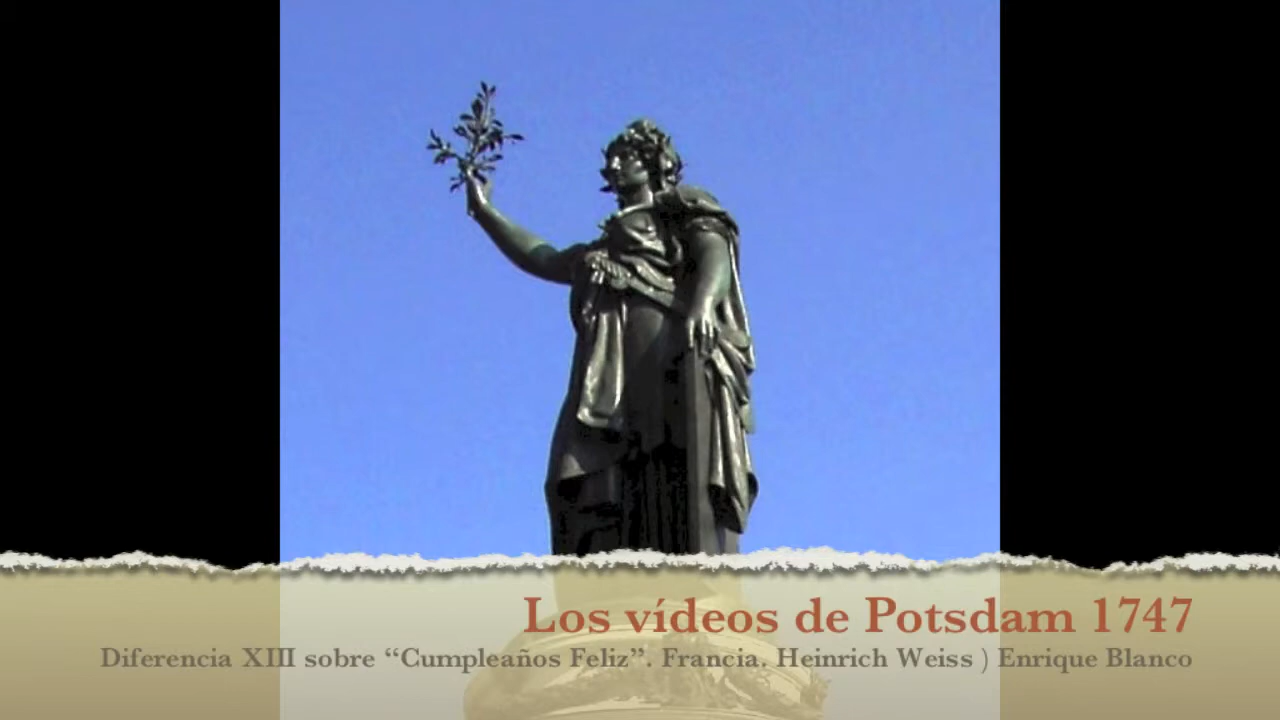 Los vídeos de Potsdam 1747
Diferencia XIII sobre “Cumpleaños Feliz”. Francia. Heinrich Weiss ) Enrique Blanco